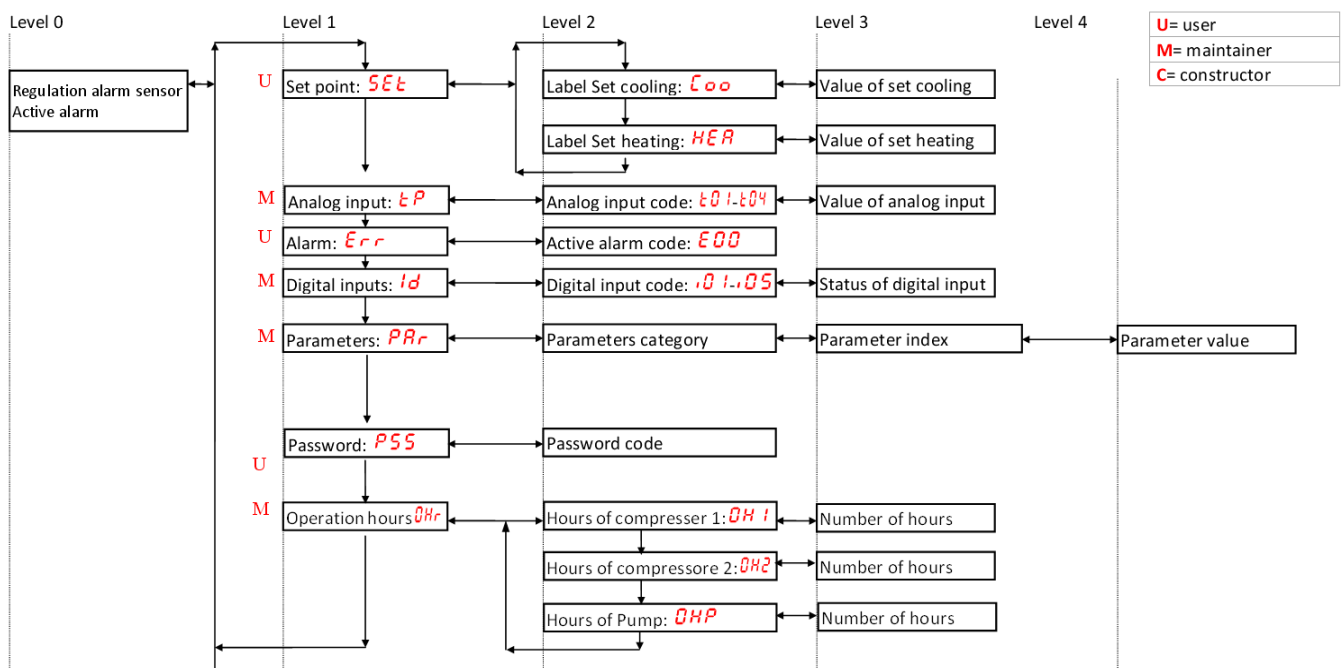 Level 0
Level 1
Level 2
Level 3
Level 4
U= user
M= maintainer
C= constructor
Regulation alarm sensor
Active alarm
U
Set point: SEt
Label Set cooling: Coo
Value of set cooling
Label Set heating: HEA
Value of set heating
M
Analog input: tP
Analog input code: t01-t04
Value of analog input
U
Alarm: Err
Active alarm code: E00
M
Digital inputs: Id
Digital input code: i01-i05
Status of digital input
M
Parameters: PAr
Parameters category
Parameter index
Parameter value
Password: PSS
Password code
U
M
Operation hours OHr
Hours of compresser 1: OH1
Number of hours
Hours of compressore 2: OH2
Number of hours
Hours of Pump: OHP
Number of hours